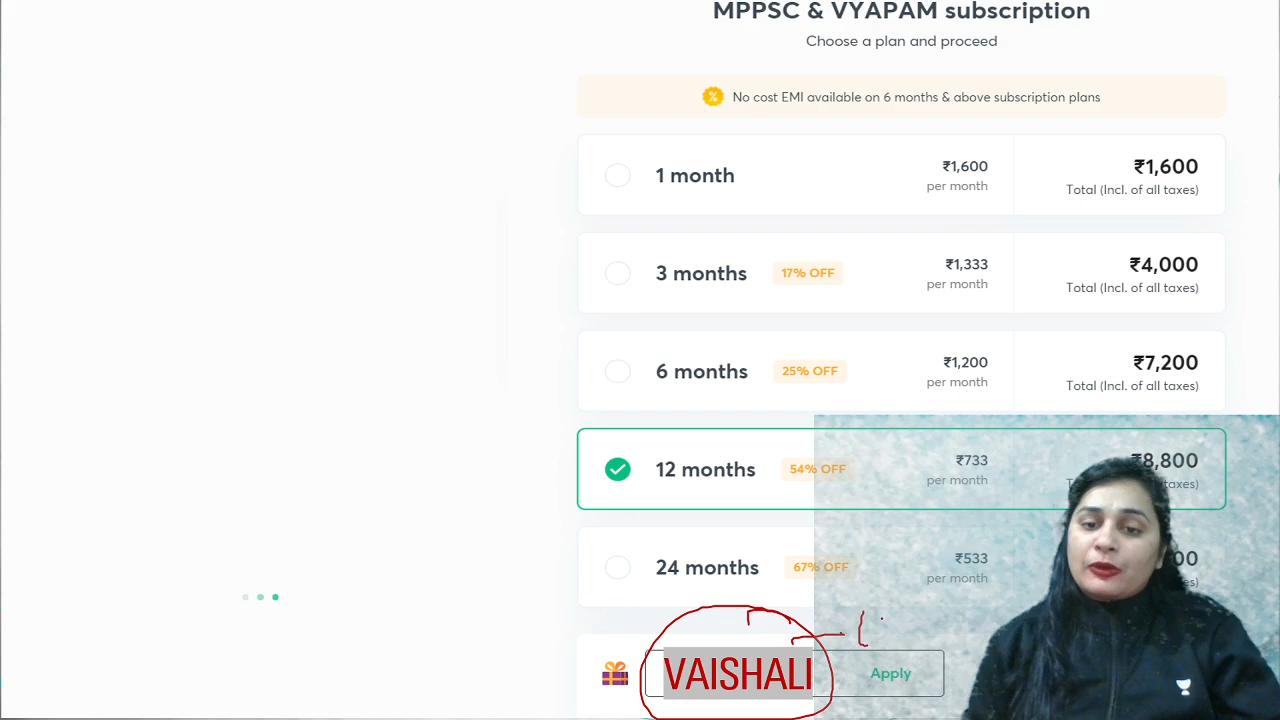 MPPSC & VYAPAM subscription
Choose a plan and proceed
No cost EMI available on 6 months & above subscription plans
1 month
₹1,600
per month
₹1,600
Total (Incl. of all taxes)
3 months 17% OFF
₹1,333
per month
₹4,000
Total (Incl. of all taxes)
6 months 25% OFF
₹1,200
per month
₹7,200
Total (Incl. of all taxes)
12 months 54% OFF
₹733
per month
₹8,800
taxes)
24 months 67% OFF
₹533
per month
VAISHALI Apply